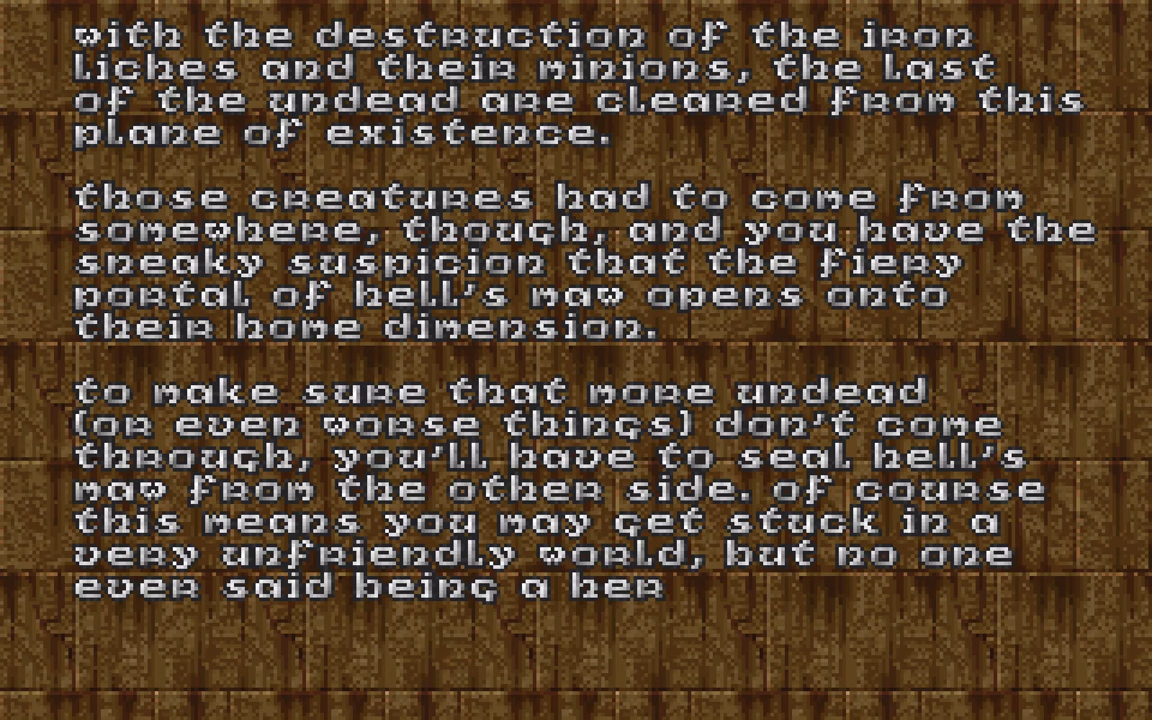 with the destruction of the iron
liches and their minions, the last
of the undead are cleared from this
plane of existence.

those creatures had to come from
somewhere, though, and you have the
sneaky suspicion that the fiery
portal of hell's maw opens onto
their home dimension.

to make sure that more undead
(or even worse things) don't come
through, you'll have to seal hell's
maw from the other side. of course
this means you may get stuck in a
very unfriendly world, but no one
ever said being a her